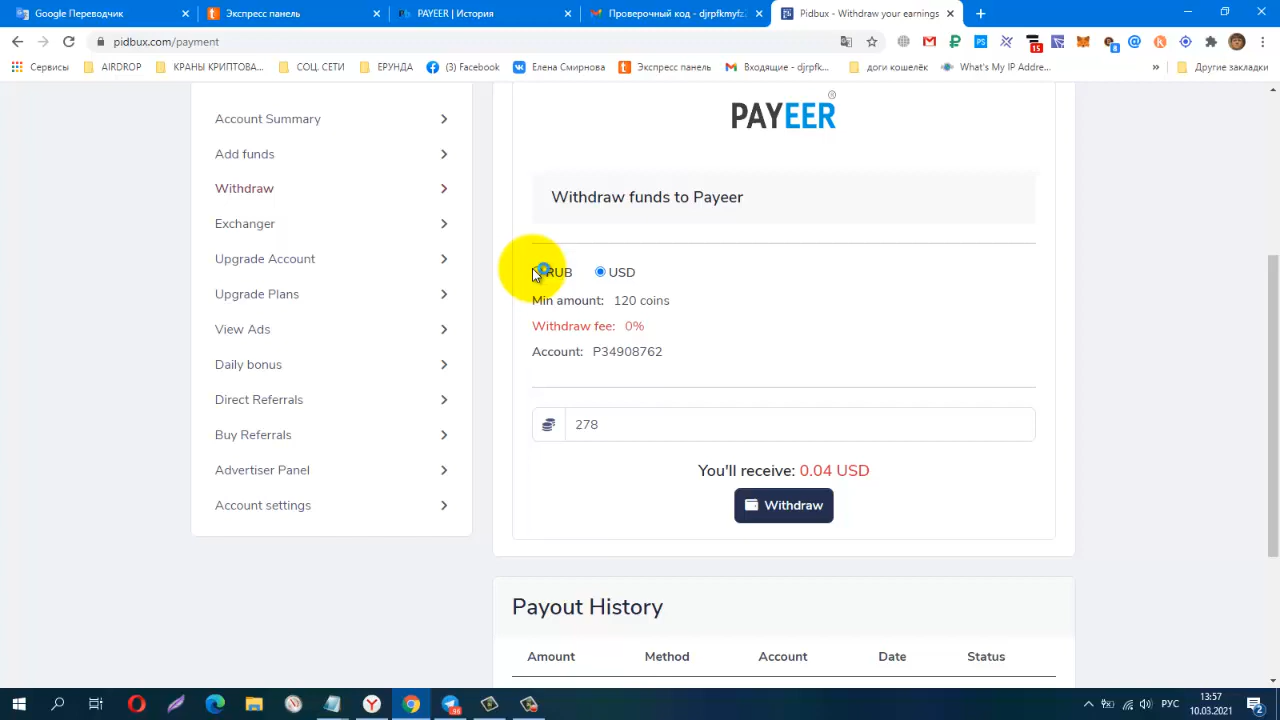 Google Переводчик
Экспресс панель
PAYEER | История
Проверочный код - djrpfkmyfz
Pidbux - Withdraw your earnings
pidbux.com/payment
15
8
Сервисы
AIRDROP
КРАНЫ КРИПТОВА...
СОЦ. СЕТИ
ЕРУНДА
(3) Facebook
Елена Смирнова
Экспресс панель
Входящие - djrpfk...
доги кошелёк
What's My IP Addre...
»
Другие закладки
PAYEER®
Account Summary
Add funds
Withdraw
Exchanger
Upgrade Account
Upgrade Plans
View Ads
Daily bonus
Direct Referrals
Buy Referrals
Advertiser Panel
Account settings
Withdraw funds to Payeer
RUB USD
Min amount: 120 coins
Withdraw fee: 0%
Account: P34908762
278
You'll receive: 0.04 USD
Withdraw
Payout History
Amount Method Account Date Status
РУС
13:57
10.03.2021
2